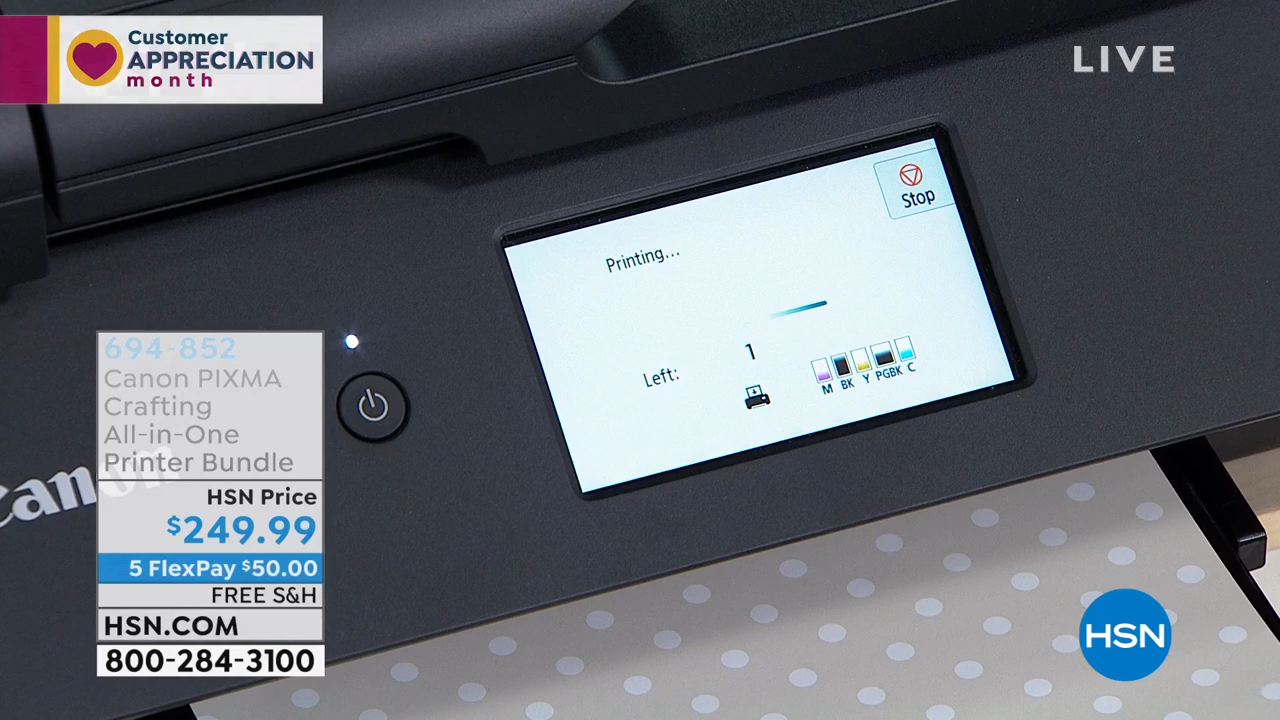 Customer
APPRECIATION
month
LIVE
Stop
Printing...
Left:
1
M BK Y PGBK C
694-852
Canon PIXMA
Crafting
All-in-One
Printer Bundle
Canon
HSN Price
$249.99
5 FlexPay $50.00
FREE S&H
HSN.COM
800-284-3100
HSN